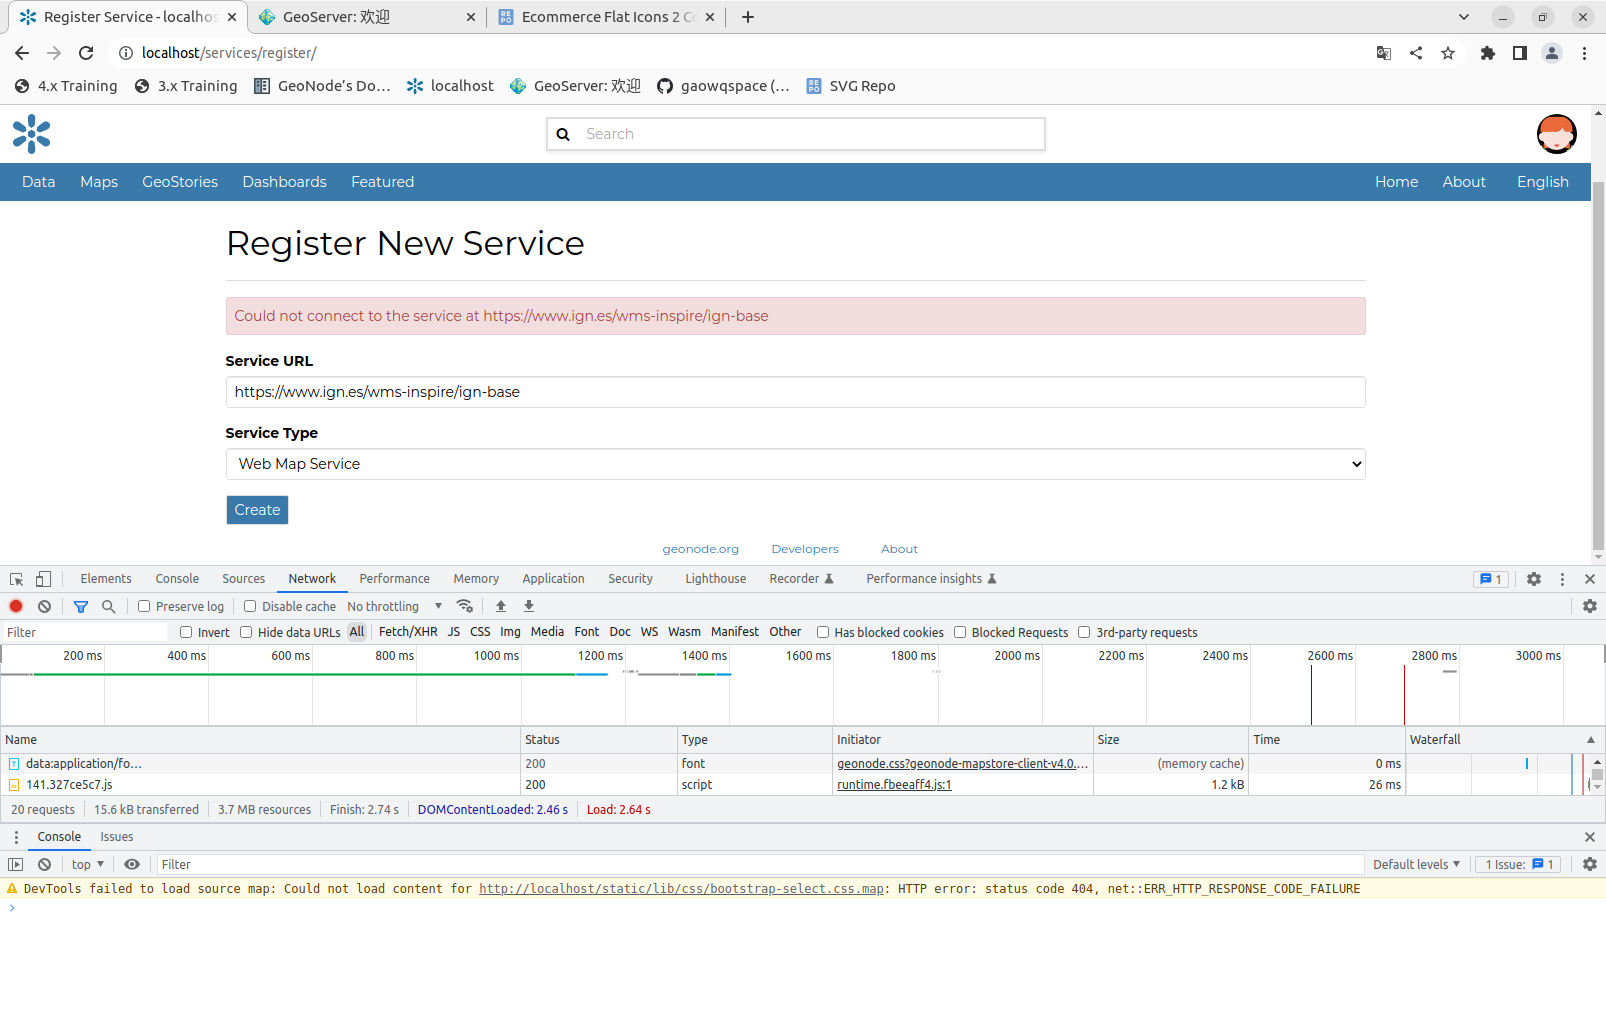 Register Service - localhos
GeoServer: 欢迎
Ecommerce Flat Icons 2 Co
localhost/services/register/
4.x Training
3.x Training
GeoNode’s Do…
localhost
GeoServer: 欢迎
gaowqspace (…
SVG Repo
Search
Data Maps GeoStories Dashboards Featured
Home About English
Register New Service
Could not connect to the service at https://www.ign.es/wms-inspire/ign-base
Service URL
https://www.ign.es/wms-inspire/ign-base
Service Type
Web Map Service
Create
geonode.org Developers About
Elements Console Sources Network Performance Memory Application Security Lighthouse Recorder Performance insights 1
Preserve log Disable cache No throttling
Filter Invert Hide data URLs All Fetch/XHR JS CSS Img Media Font Doc WS Wasm Manifest Other Has blocked cookies Blocked Requests 3rd-party requests
200 ms 400 ms 600 ms 800 ms 1000 ms 1200 ms 1400 ms 1600 ms 1800 ms 2000 ms 2200 ms 2400 ms 2600 ms 2800 ms 3000 ms
Name Status Type Initiator Size Time Waterfall
data:application/fo… 200 font geonode.css?geonode-mapstore-client-v4.0.… (memory cache) 0 ms
141.327ce5c7.js 200 script runtime.fbeeaff4.js:1 1.2 kB 26 ms
20 requests 15.6 kB transferred 3.7 MB resources Finish: 2.74 s DOMContentLoaded: 2.46 s Load: 2.64 s
Console Issues
top Filter Default levels 1 Issue: 1
DevTools failed to load source map: Could not load content for http://localhost/static/lib/css/bootstrap-select.css.map: HTTP error: status code 404, net::ERR_HTTP_RESPONSE_CODE_FAILURE